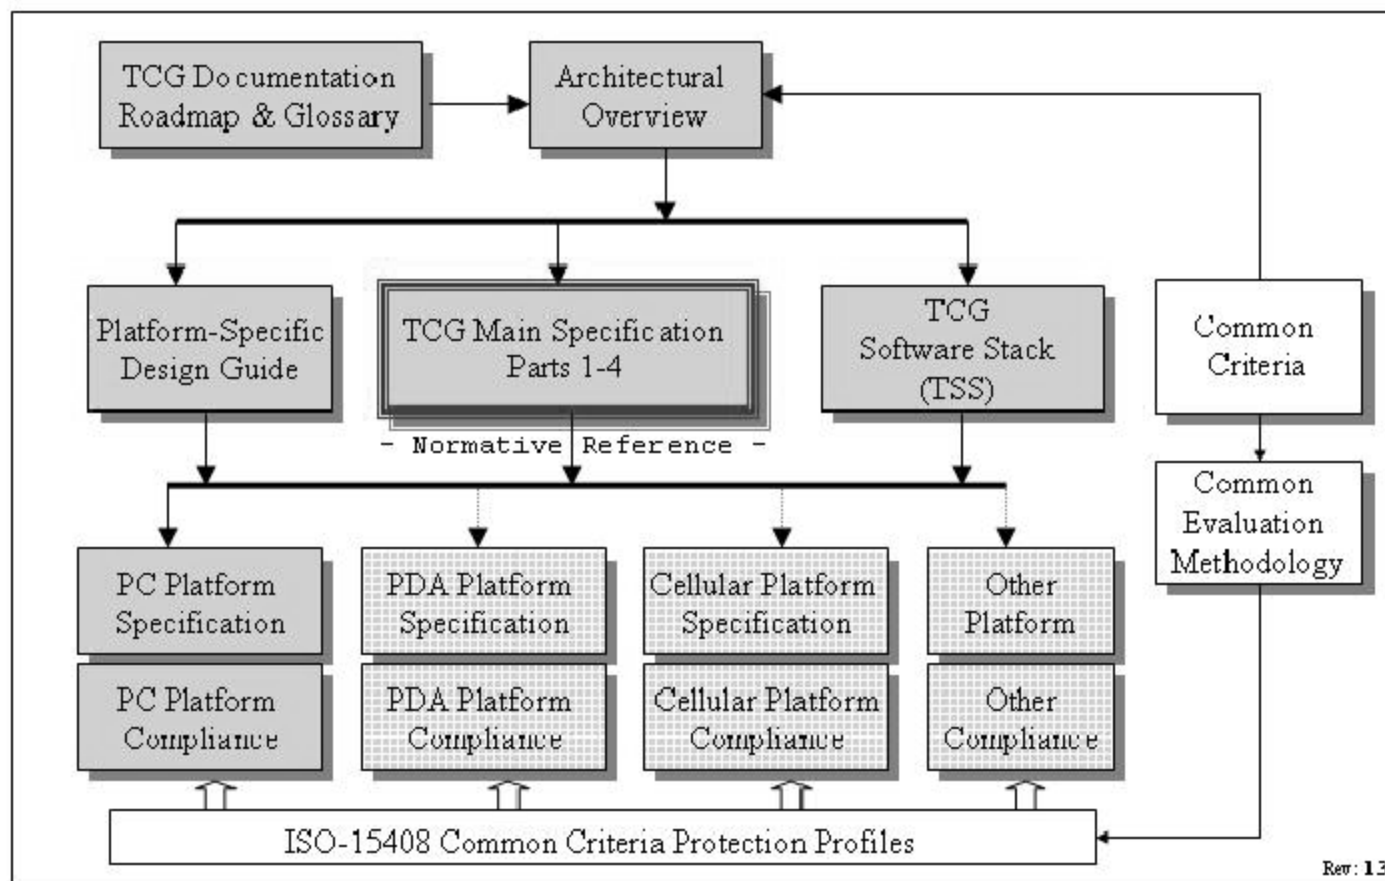 TCG Documentation
Roadmap & Glossary
Architectural
Overview
Platform-Specific
Design Guide
TCG Main Specification
Parts 1-4
TCG
Software Stack
(TSS)
Common
Criteria
- Normative Reference -
Common
Evaluation
Methodology
PC Platform
Specification
PDA Platform
Specification
Cellular Platform
Specification
Other
Platform
PC Platform
Compliance
PDA Platform
Compliance
Cellular Platform
Compliance
Other
Compliance
ISO-15408 Common Criteria Protection Profiles
Rev: 13